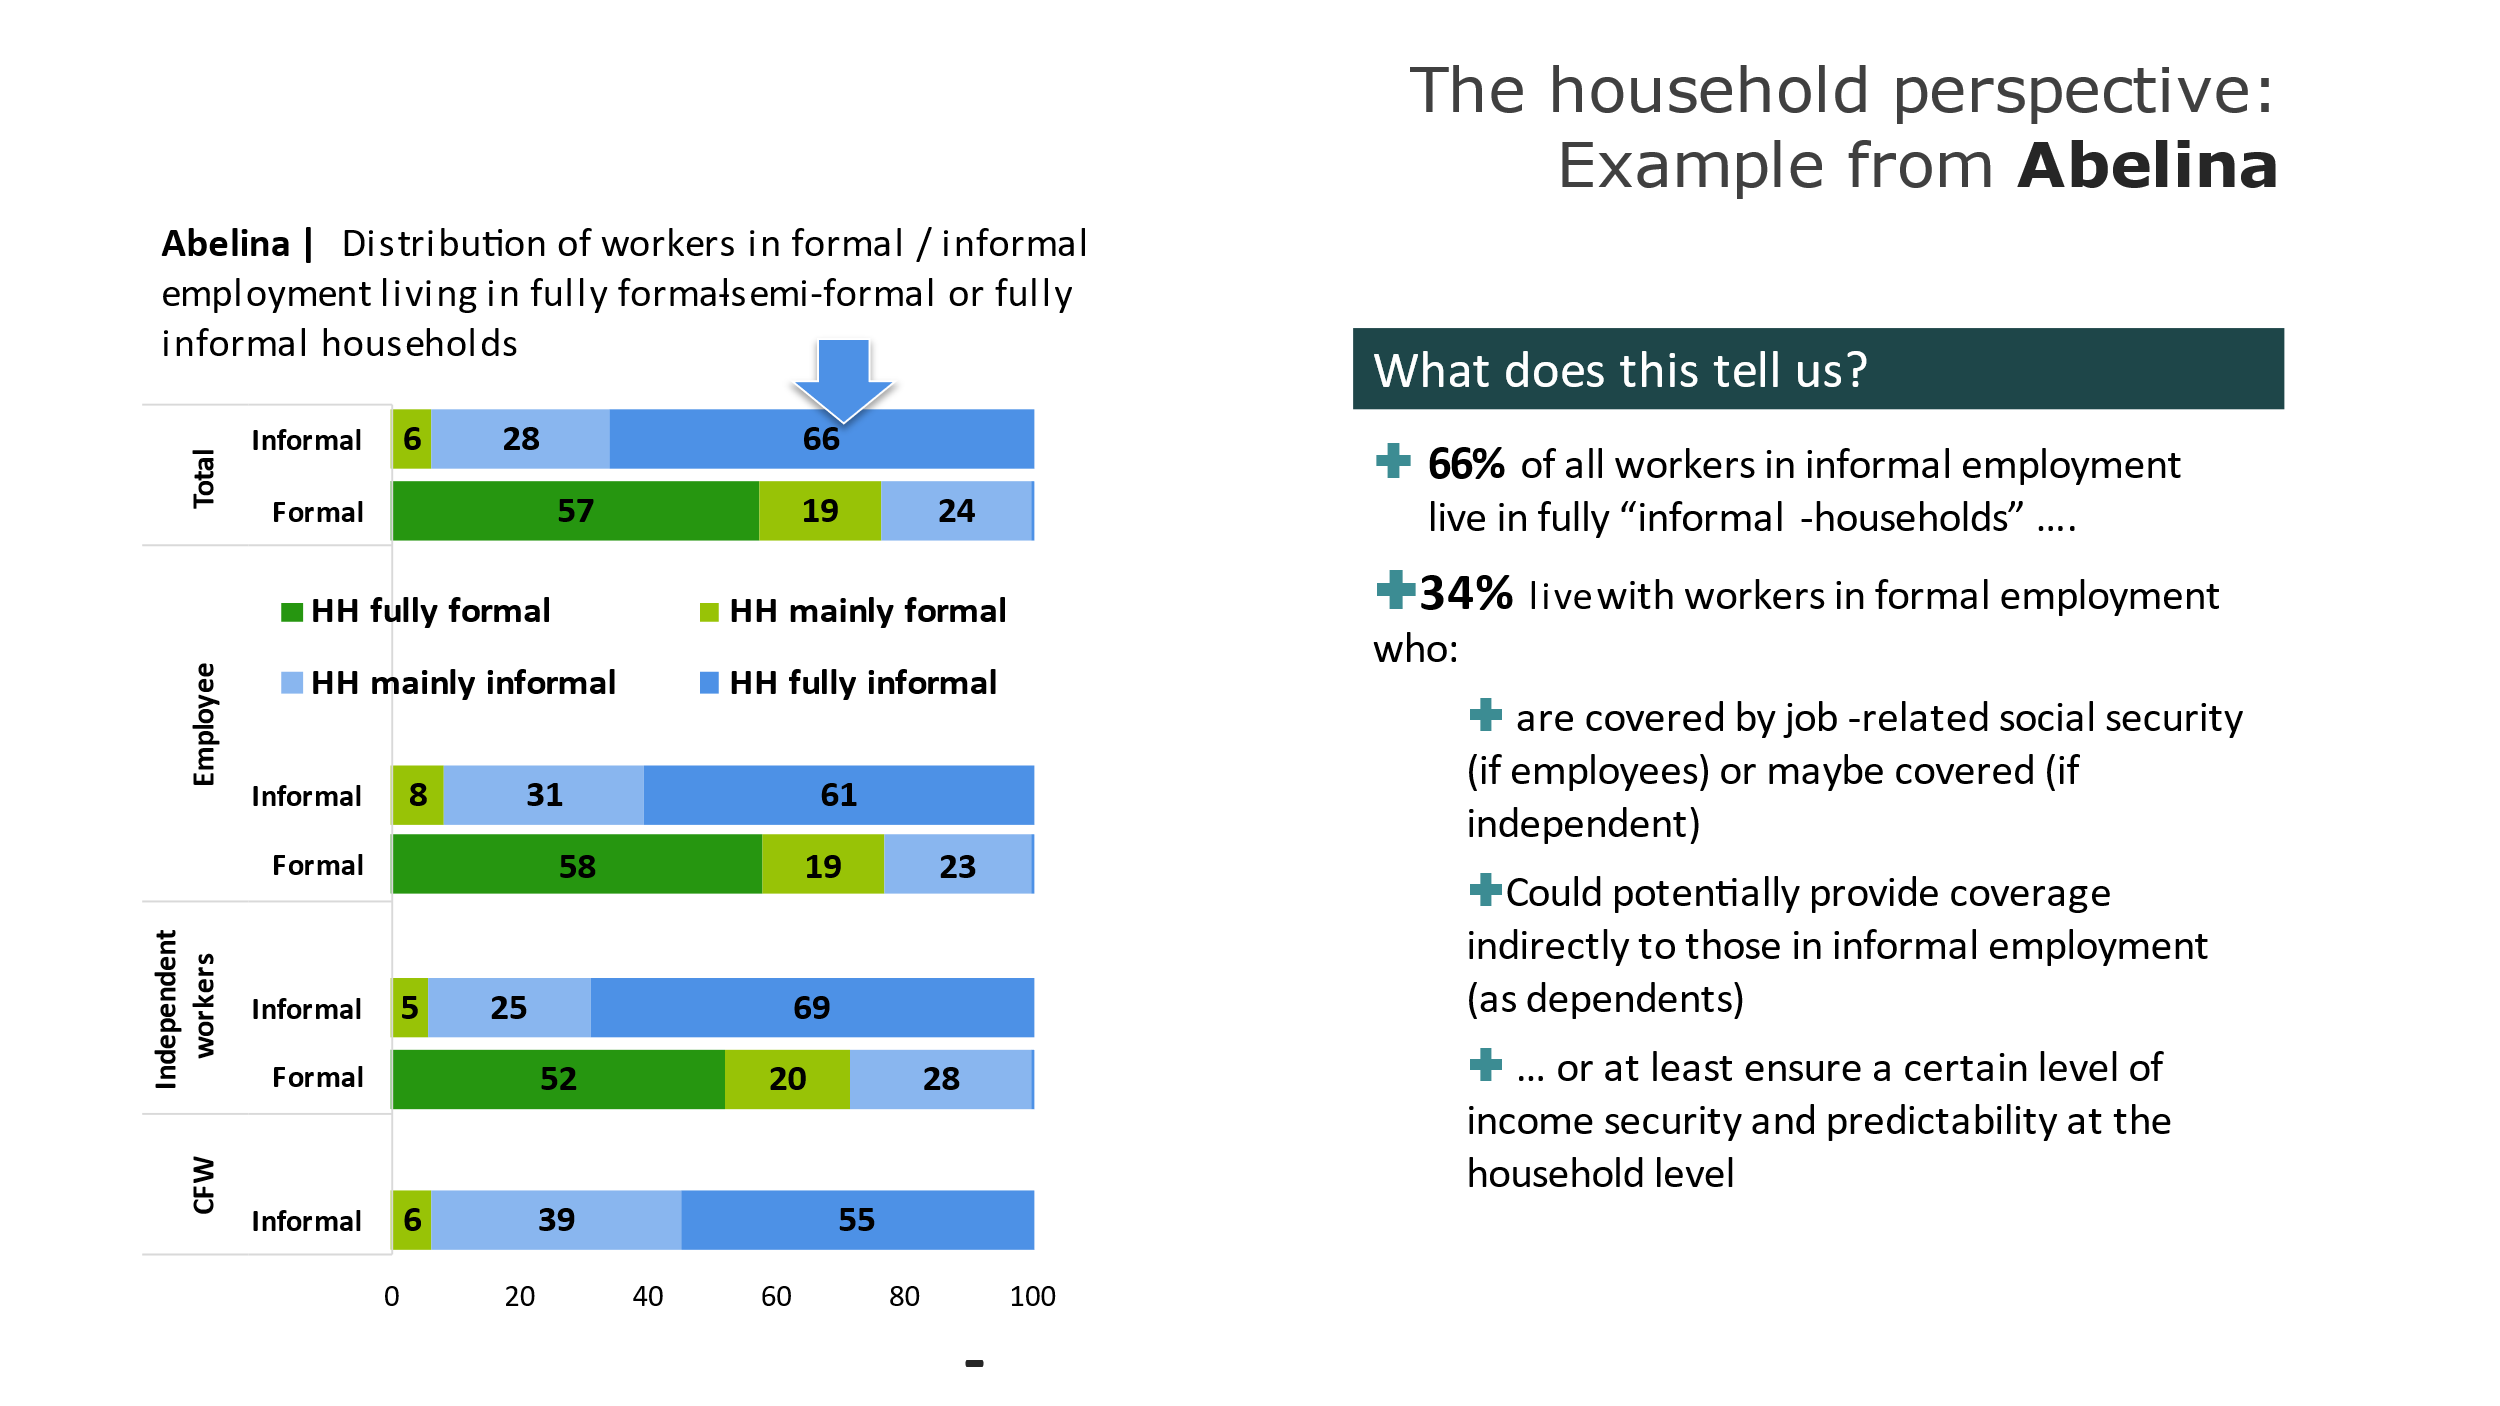 The household perspective:
Example from Abelina
Abelina | Distribution of workers in formal / informal
employment living in fully formal-semi-formal or fully
informal households
Total
Informal 6 28 66
Formal 57 19 24
HH fully formal HH mainly formal
HH mainly informal HH fully informal
Employee
Informal 8 31 61
Formal 58 19 23
Independent
workers
Informal 5 25 69
Formal 52 20 28
CFW
Informal 6 39 55
0 20 40 60 80 100
-
What does this tell us?
66% of all workers in informal employment
live in fully “informal -households” ....
34% live with workers in formal employment
who:
are covered by job -related social security
(if employees) or maybe covered (if
independent)
Could potentially provide coverage
indirectly to those in informal employment
(as dependents)
... or at least ensure a certain level of
income security and predictability at the
household level